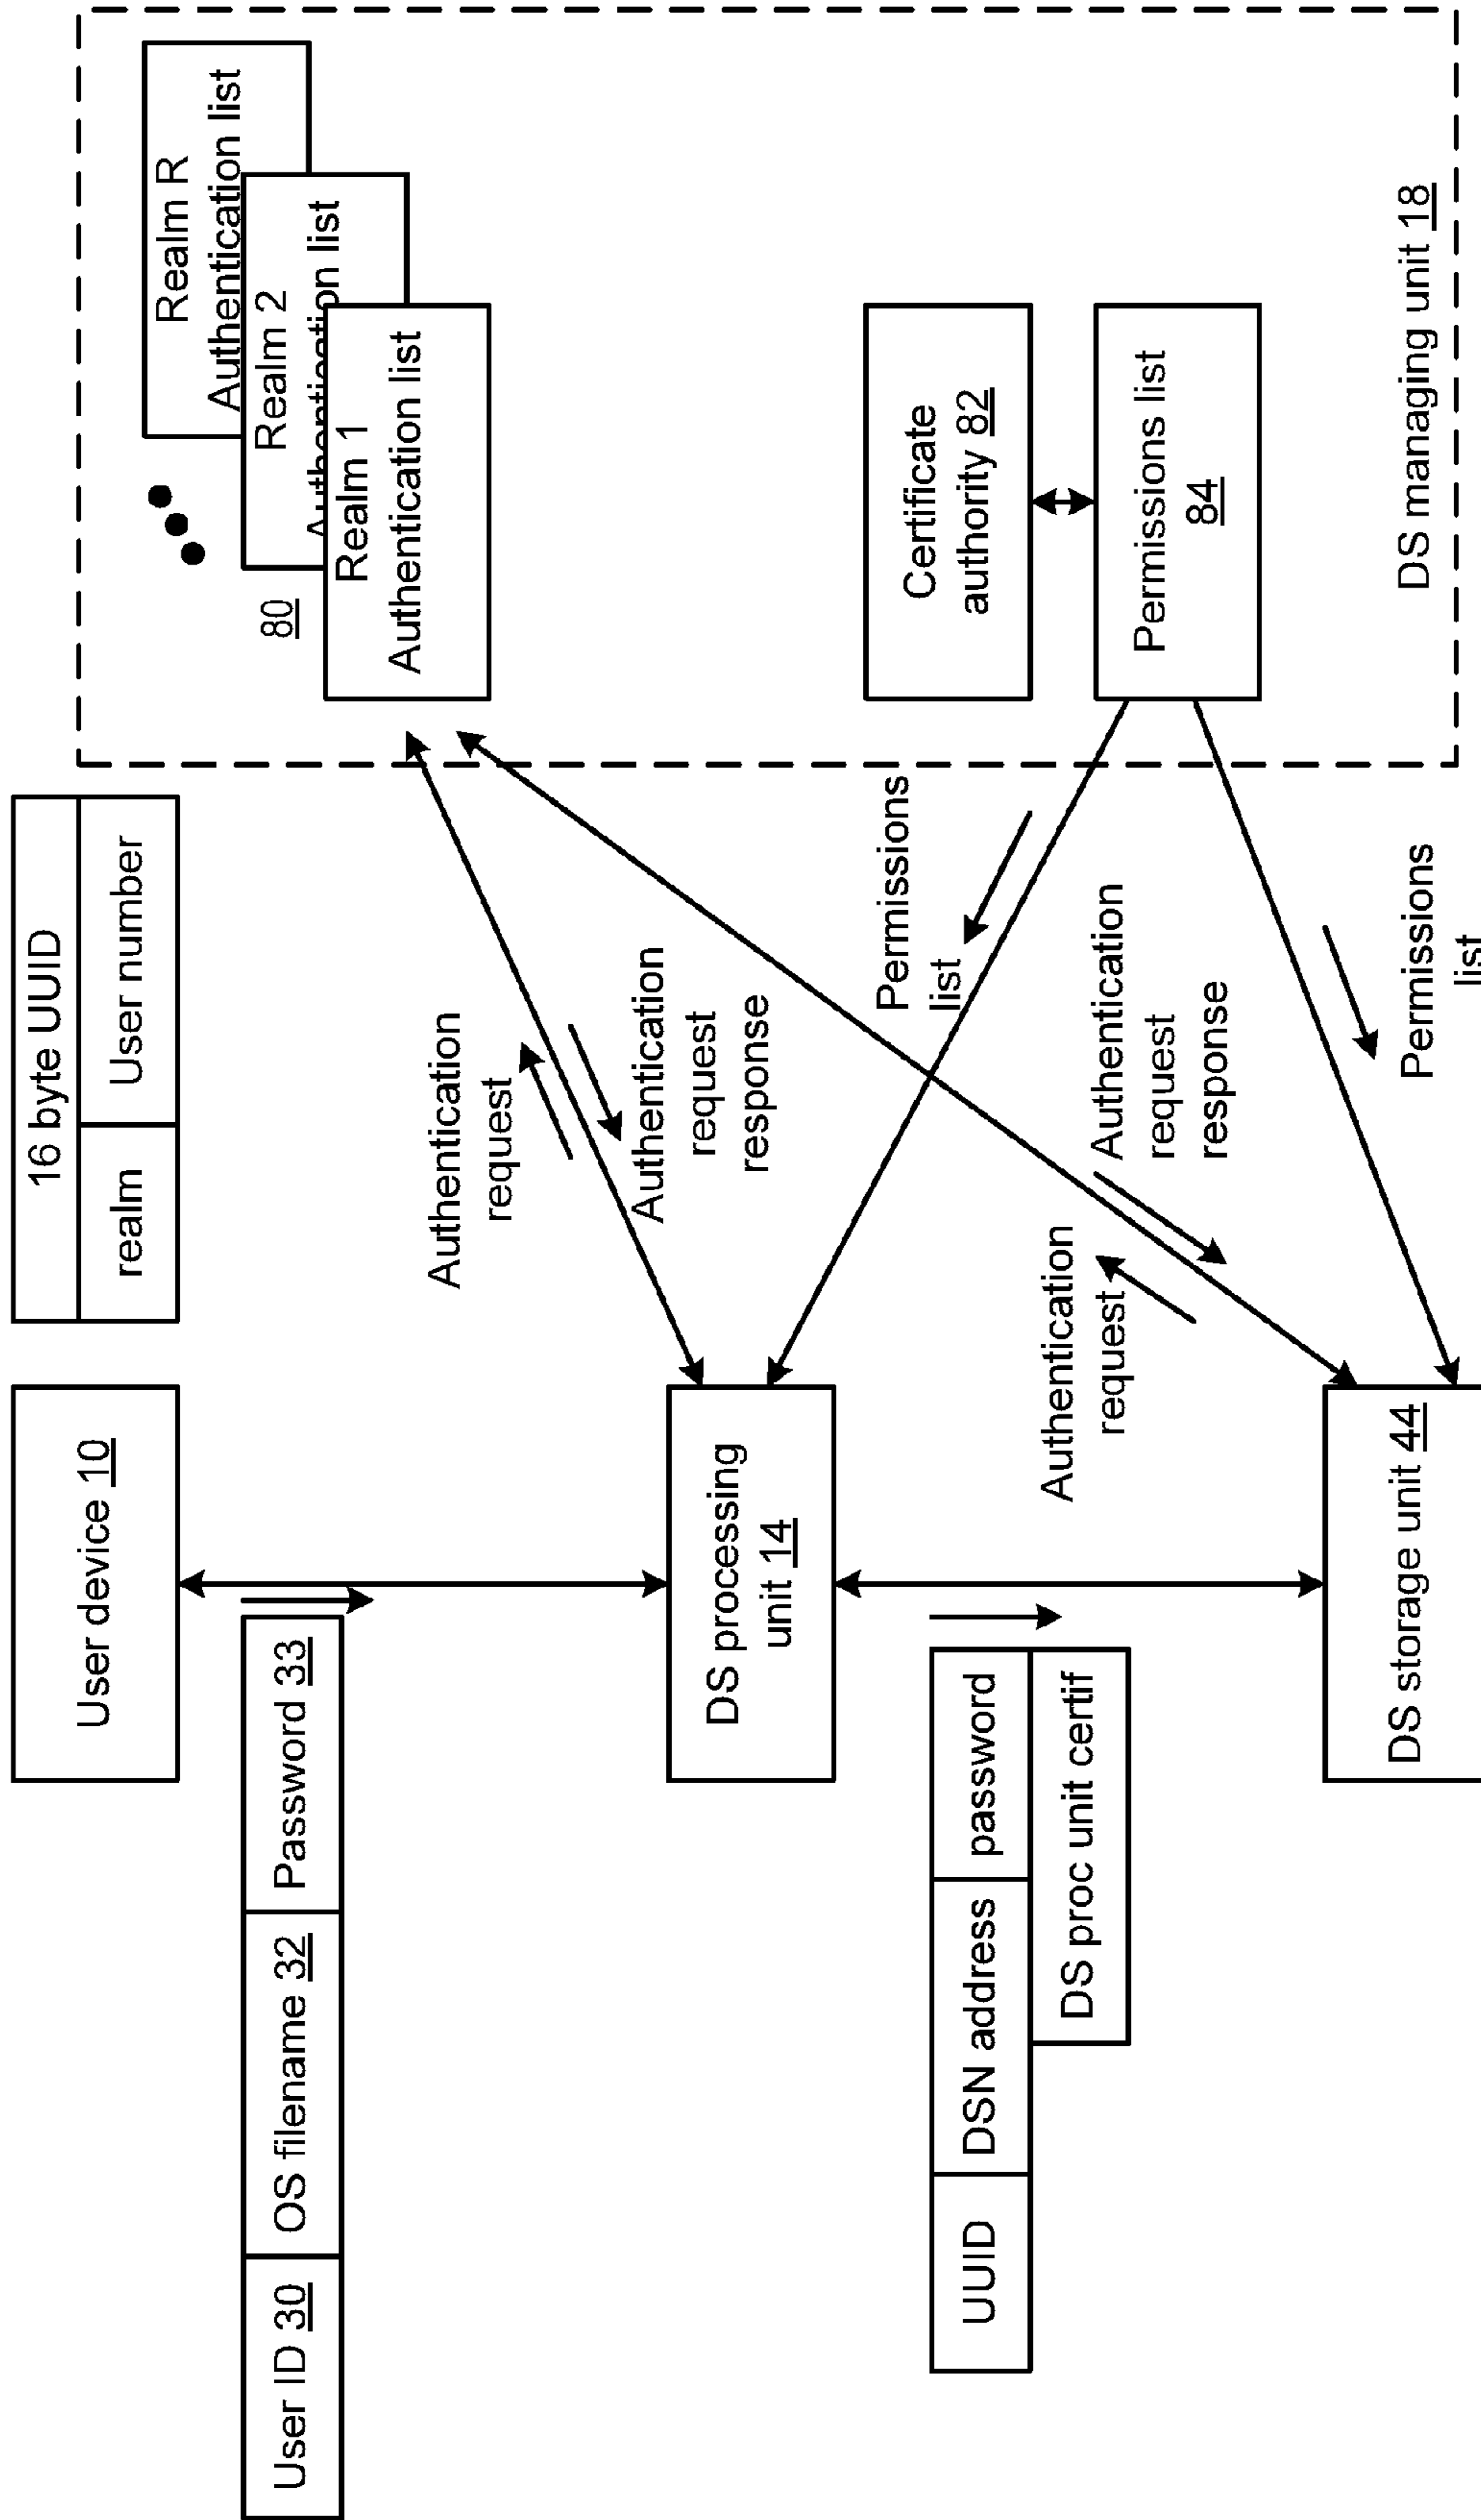 User device 10
16 byte UUID
realm
User number
User ID 30
OS filename 32
Password 33
Realm R
Authentication list
Realm 2
Authentication list
Realm 1
Authentication list
80
Authentication
request
Authentication
request
response
DS processing
unit 14
Permissions
list
Certificate
authority 82
Permissions list
84
UUID
DSN address
password
DS proc unit certif
Authentication
request
Authentication
request
response
Permissions
list
DS storage unit 44
DS managing unit 18